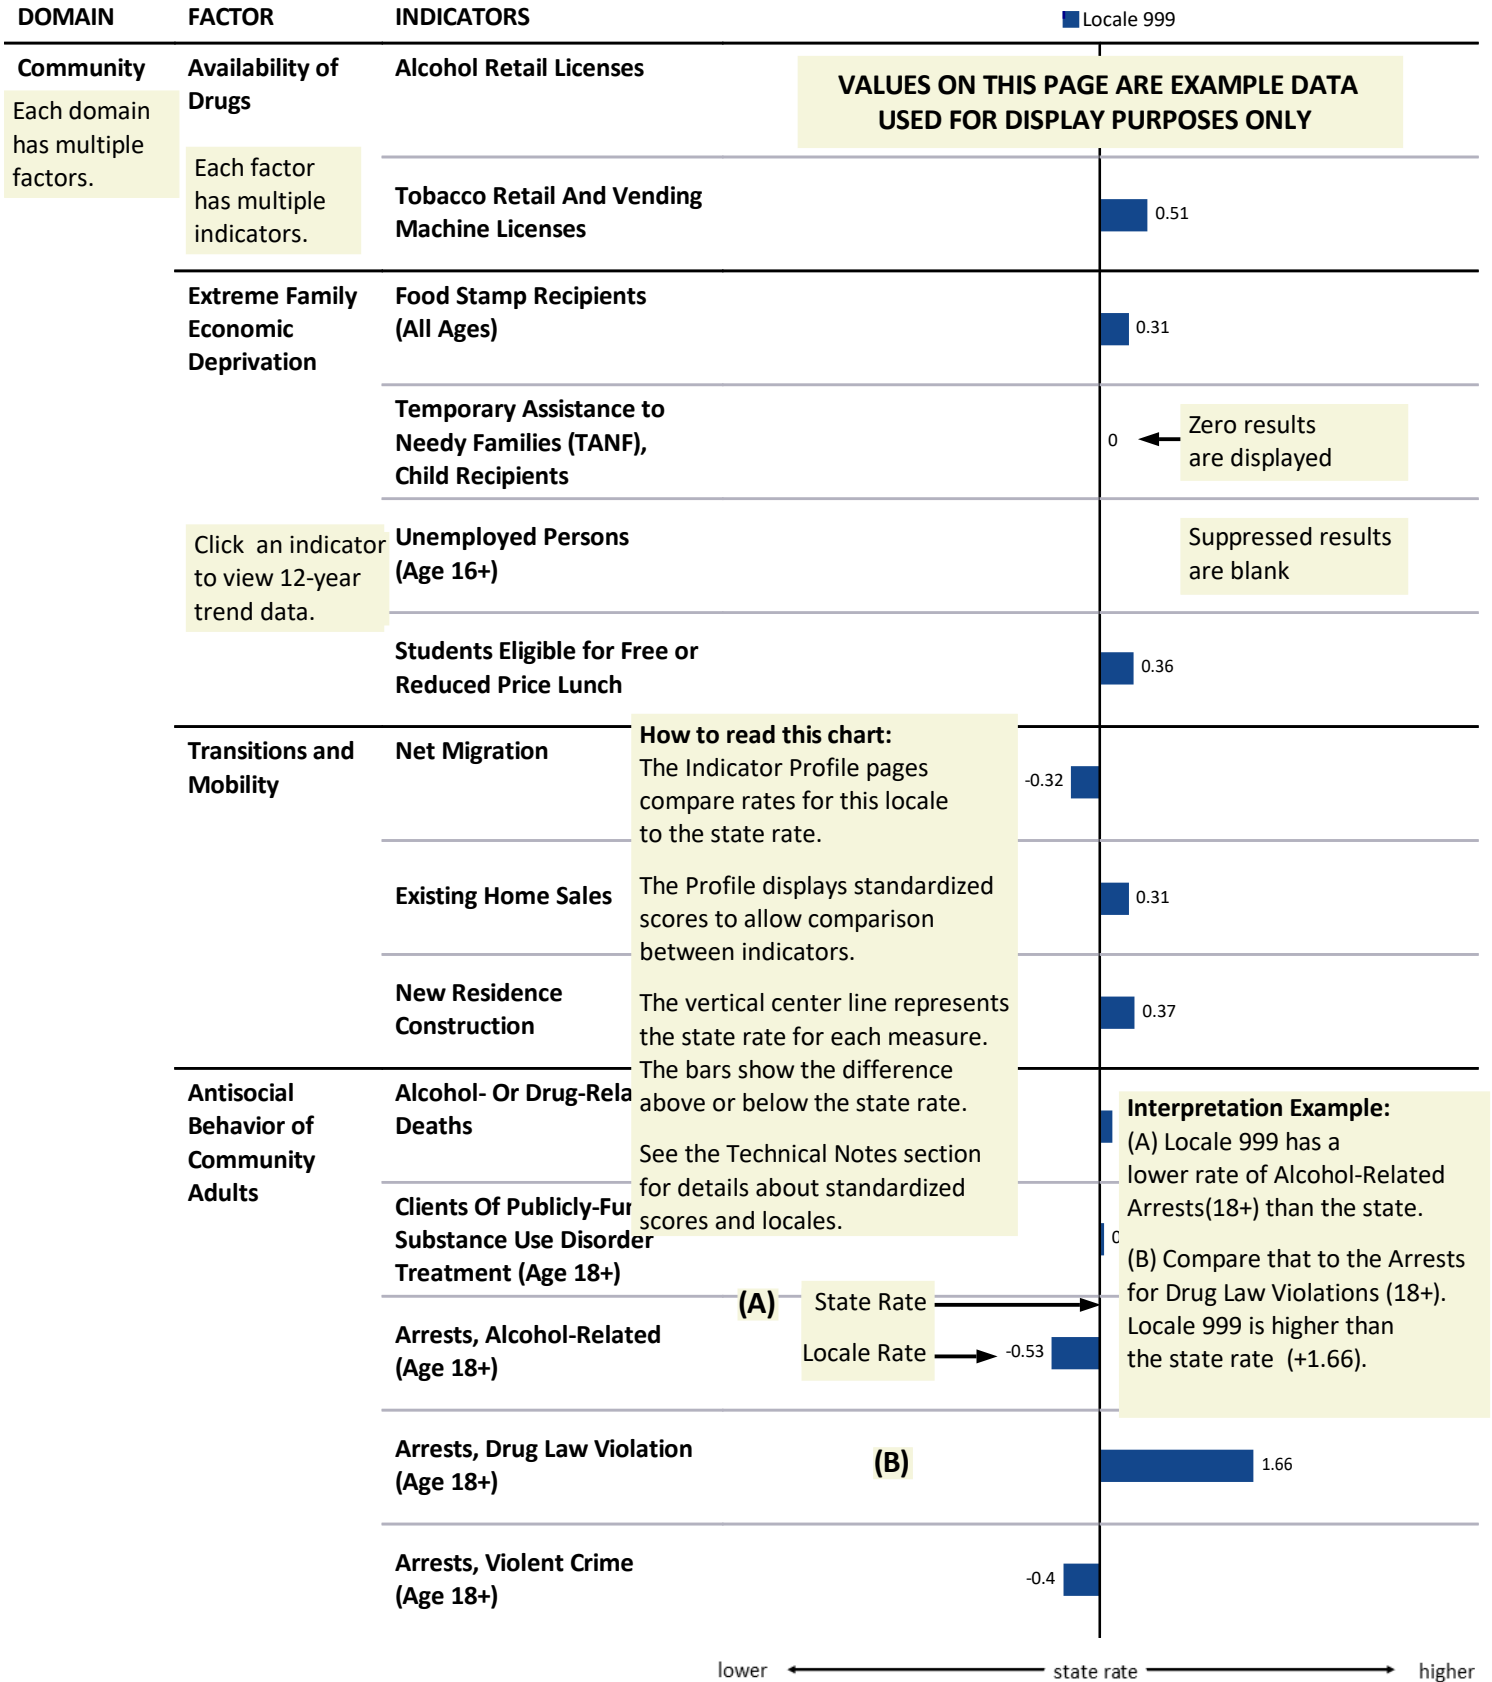 DOMAIN FACTOR INDICATORS Locale 999
Community
Each domain
has multiple
factors.
Availability of
Drugs
Each factor
has multiple
indicators.
Alcohol Retail Licenses
VALUES ON THIS PAGE ARE EXAMPLE DATA
USED FOR DISPLAY PURPOSES ONLY
Tobacco Retail And Vending
Machine Licenses
0.51
Extreme Family
Economic
Deprivation
Food Stamp Recipients
(All Ages)
0.31
Temporary Assistance to
Needy Families (TANF),
Child Recipients
0
Zero results
are displayed
Click an indicator
to view 12-year
trend data.
Unemployed Persons
(Age 16+)
Suppressed results
are blank
Students Eligible for Free or
Reduced Price Lunch
0.36
Transitions and
Mobility
Net Migration
-0.32
Existing Home Sales
0.31
New Residence
Construction
0.37
How to read this chart:
The Indicator Profile pages
compare rates for this locale
to the state rate.
The Profile displays standardized
scores to allow comparison
between indicators.
The vertical center line represents
the state rate for each measure.
The bars show the difference
above or below the state rate.
See the Technical Notes section
for details about standardized
scores and locales.
Antisocial
Behavior of
Community
Adults
Alcohol- Or Drug-Rela
Deaths
Clients Of Publicly-Fu
Substance Use Disorder
Treatment (Age 18+)
Interpretation Example:
(A) Locale 999 has a
lower rate of Alcohol-Related
Arrests(18+) than the state.
(B) Compare that to the Arrests
for Drug Law Violations (18+).
Locale 999 is higher than
the state rate (+1.66).
(A) State Rate
Locale Rate
Arrests, Alcohol-Related
(Age 18+)
-0.53
Arrests, Drug Law Violation
(Age 18+)
(B)
1.66
Arrests, Violent Crime
(Age 18+)
-0.4
lower state rate higher